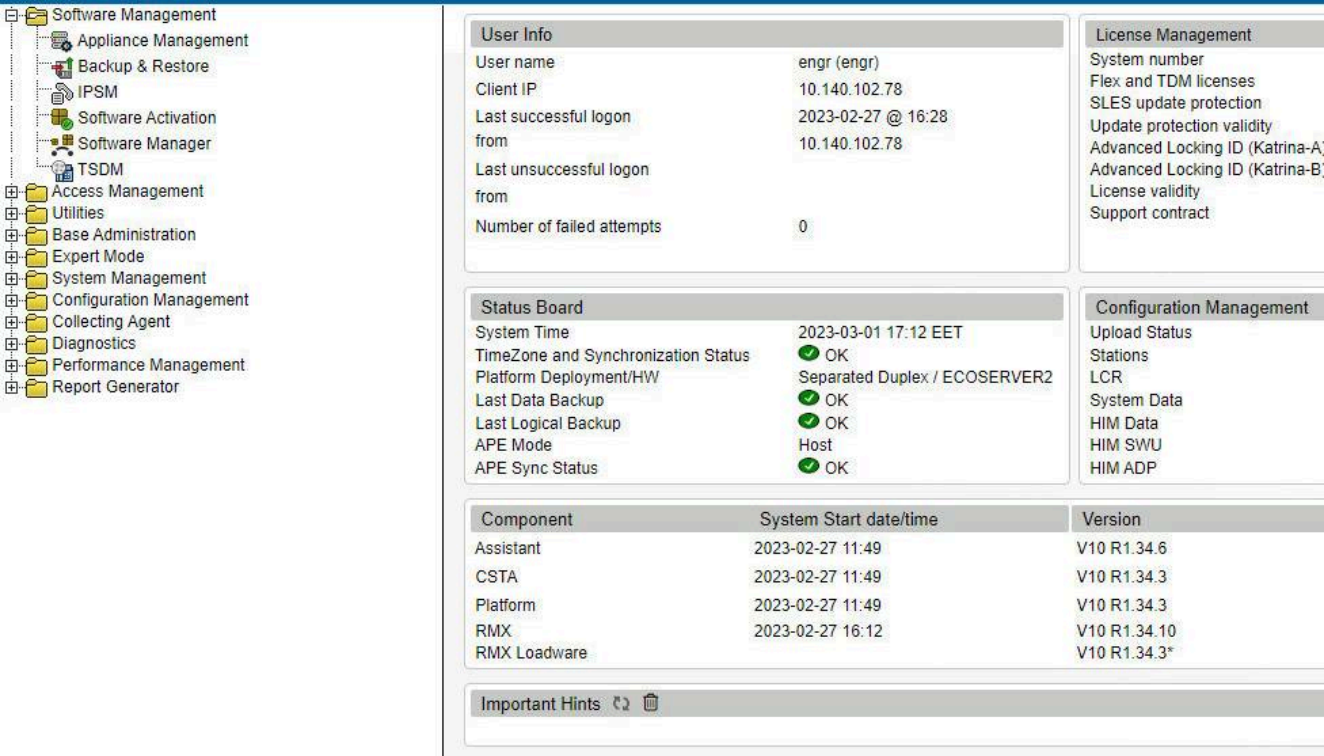 Software Management
Appliance Management
Backup & Restore
IPSM
Software Activation
Software Manager
TSDM
Access Management
Utilities
Base Administration
Expert Mode
System Management
Configuration Management
Collecting Agent
Diagnostics
Performance Management
Report Generator
User Info
User name engr (engr)
Client IP 10.140.102.78
Last successful logon 2023-02-27 @ 16:28
from 10.140.102.78
Last unsuccessful logon
from
Number of failed attempts 0
License Management
System number
Flex and TDM licenses
SLES update protection
Update protection validity
Advanced Locking ID (Katrina-A)
Advanced Locking ID (Katrina-B)
License validity
Support contract
Status Board
System Time 2023-03-01 17:12 EET
TimeZone and Synchronization Status OK
Platform Deployment/HW Separated Duplex / ECOSERVER2
Last Data Backup OK
Last Logical Backup OK
APE Mode Host
APE Sync Status OK
Configuration Management
Upload Status
Stations
LCR
System Data
HIM Data
HIM SWU
HIM ADP
Component System Start date/time Version
Assistant 2023-02-27 11:49 V10 R1.34.6
CSTA 2023-02-27 11:49 V10 R1.34.3
Platform 2023-02-27 11:49 V10 R1.34.3
RMX 2023-02-27 16:12 V10 R1.34.10
RMX Loadware V10 R1.34.3*
Important Hints